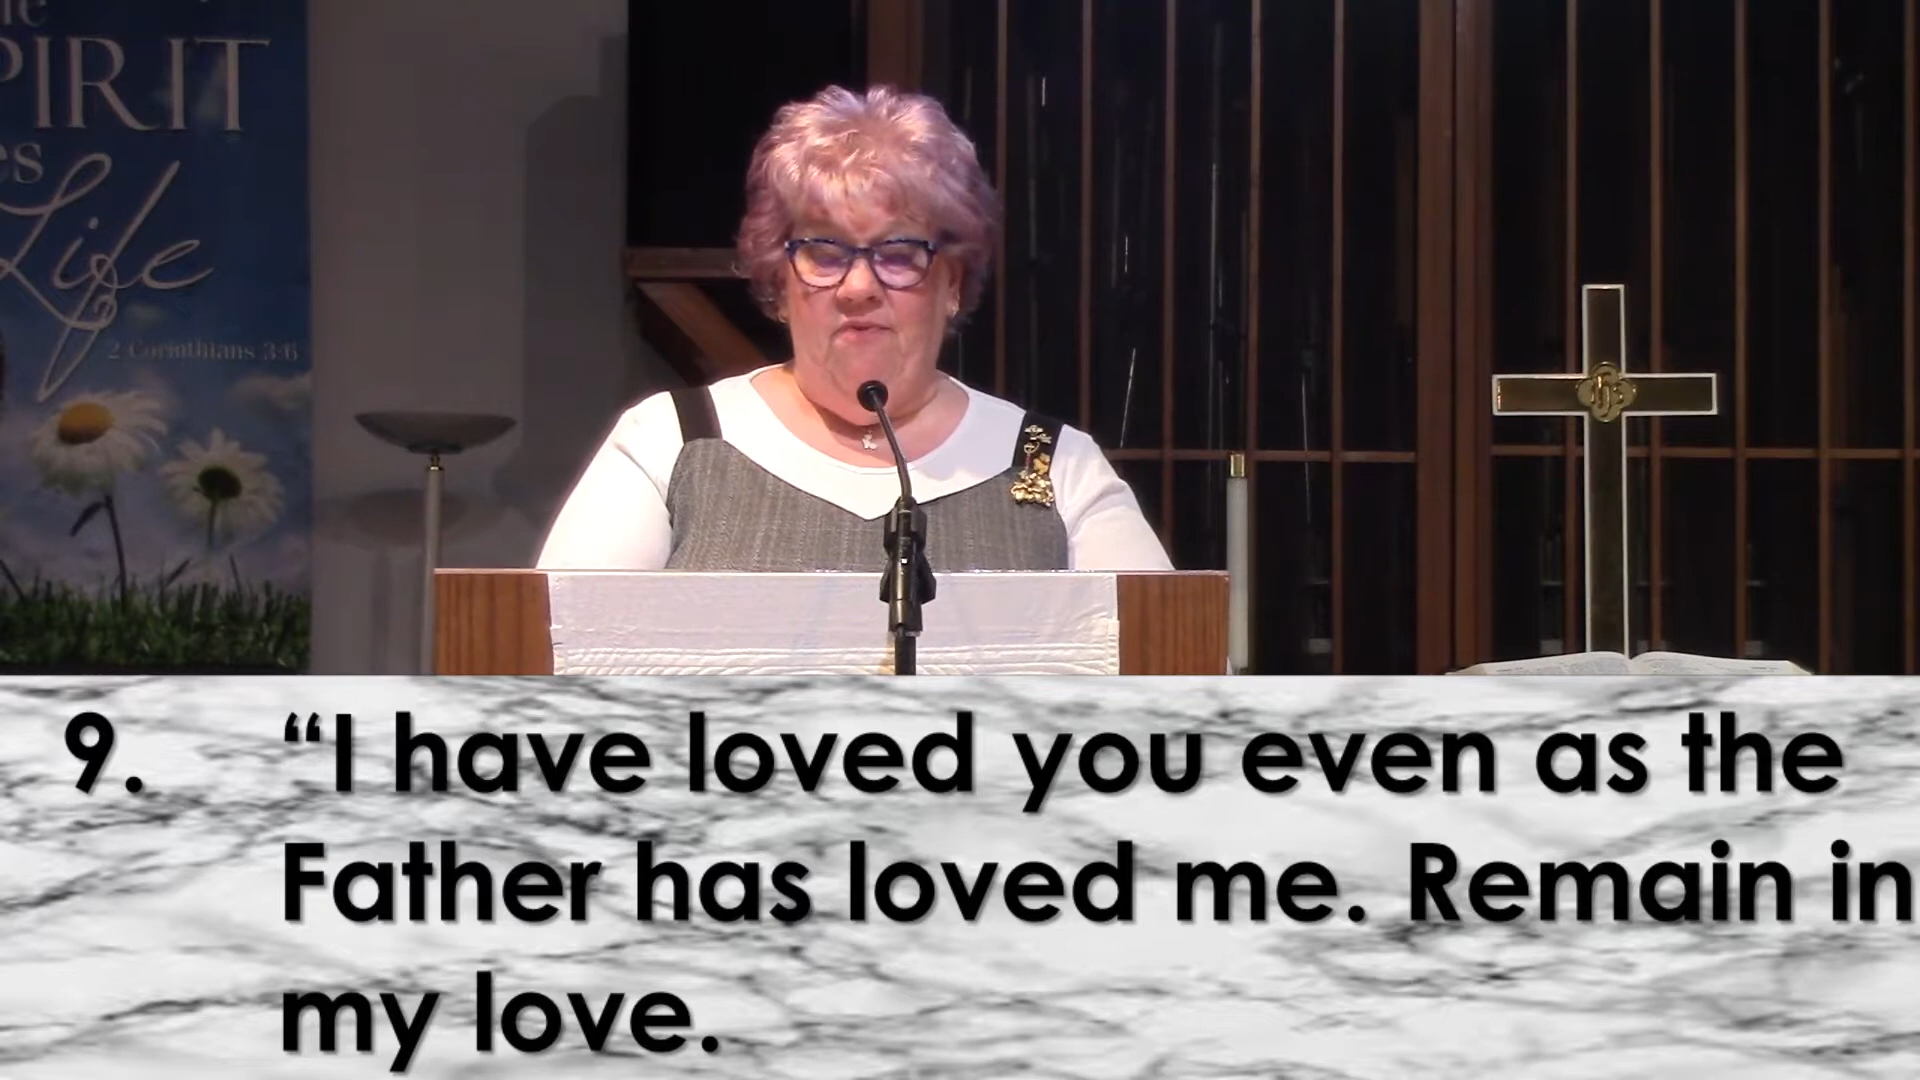 PIRIT
es
Life
2 Corinthians 3:6
9. “I have loved you even as the
Father has loved me. Remain in
my love.